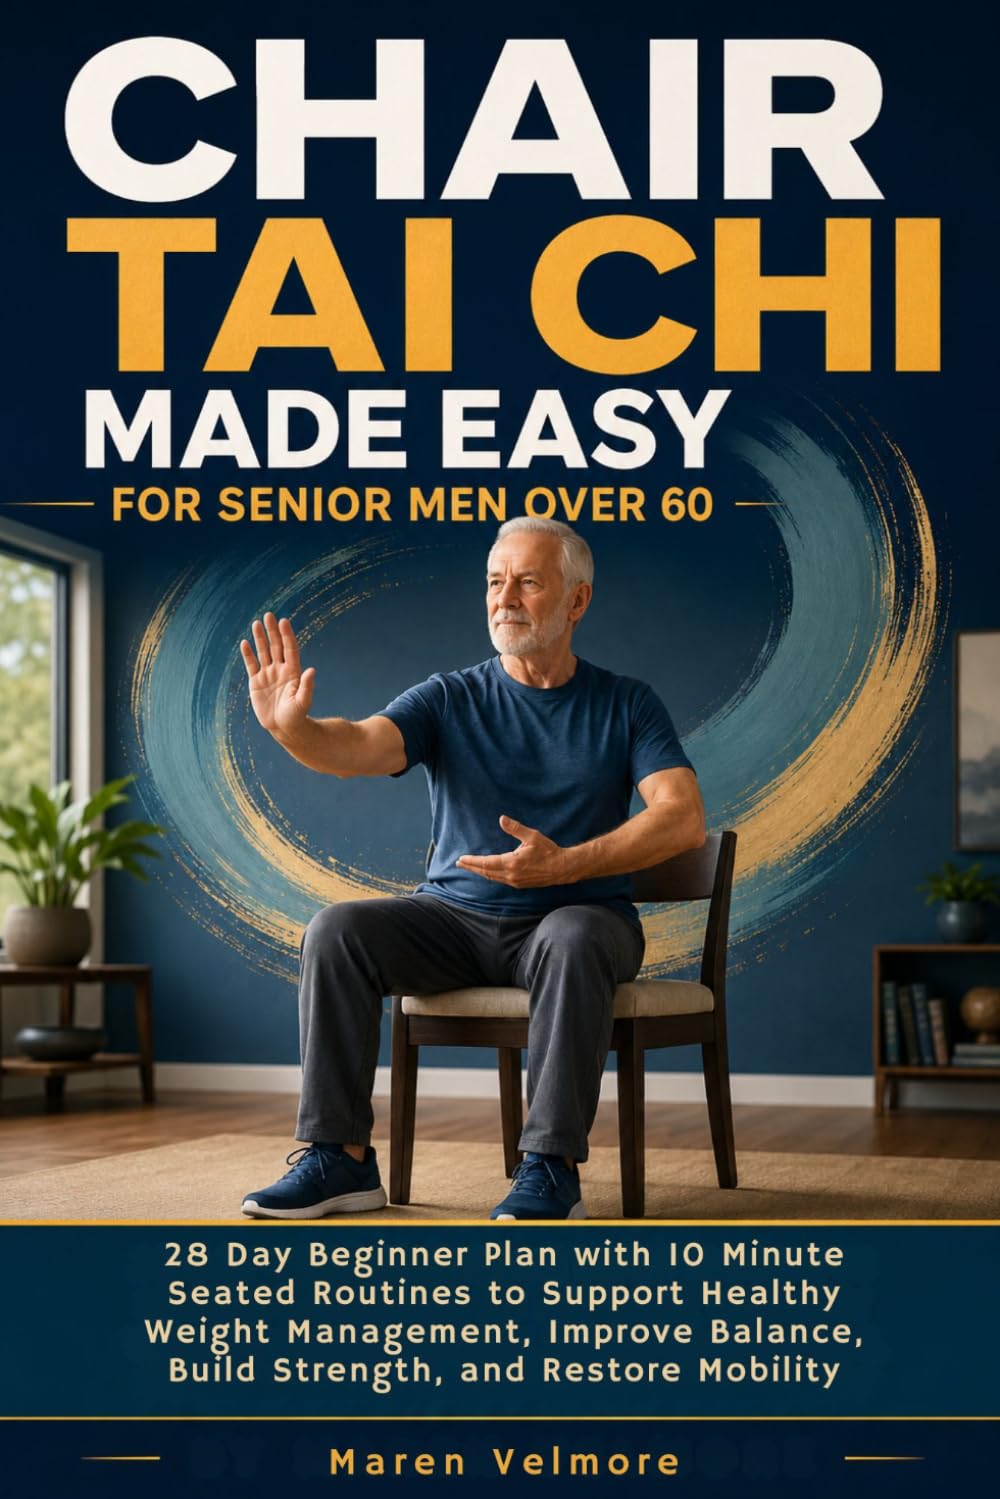 CHAIR
TAI CHI
MADE EASY
FOR SENIOR MEN OVER 60
28 Day Beginner Plan with 10 Minute
Seated Routines to Support Healthy
Weight Management, Improve Balance,
Build Strength, and Restore Mobility
Maren Velmore